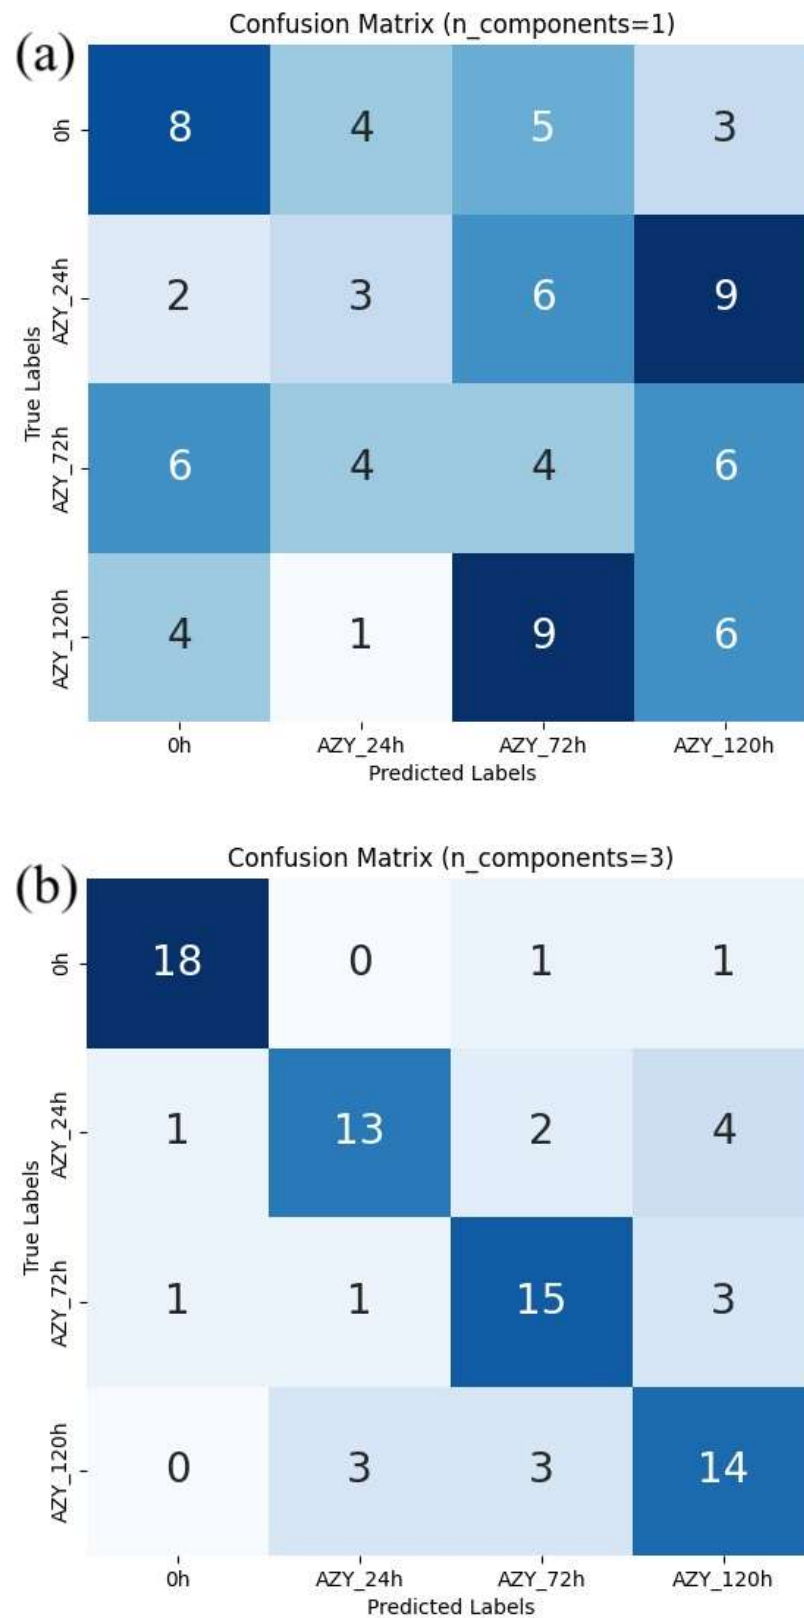 Confusion Matrix (n_components=1)
(a)
0h 8 4 5 3
AZY_24h 2 3 6 9
AZY_72h 6 4 4 6
AZY_120h 4 1 9 6
True Labels
0h AZY_24h AZY_72h AZY_120h
Predicted Labels
Confusion Matrix (n_components=3)
(b)
0h 18 0 1 1
AZY_24h 1 13 2 4
AZY_72h 1 1 15 3
AZY_120h 0 3 3 14
True Labels
0h AZY_24h AZY_72h AZY_120h
Predicted Labels